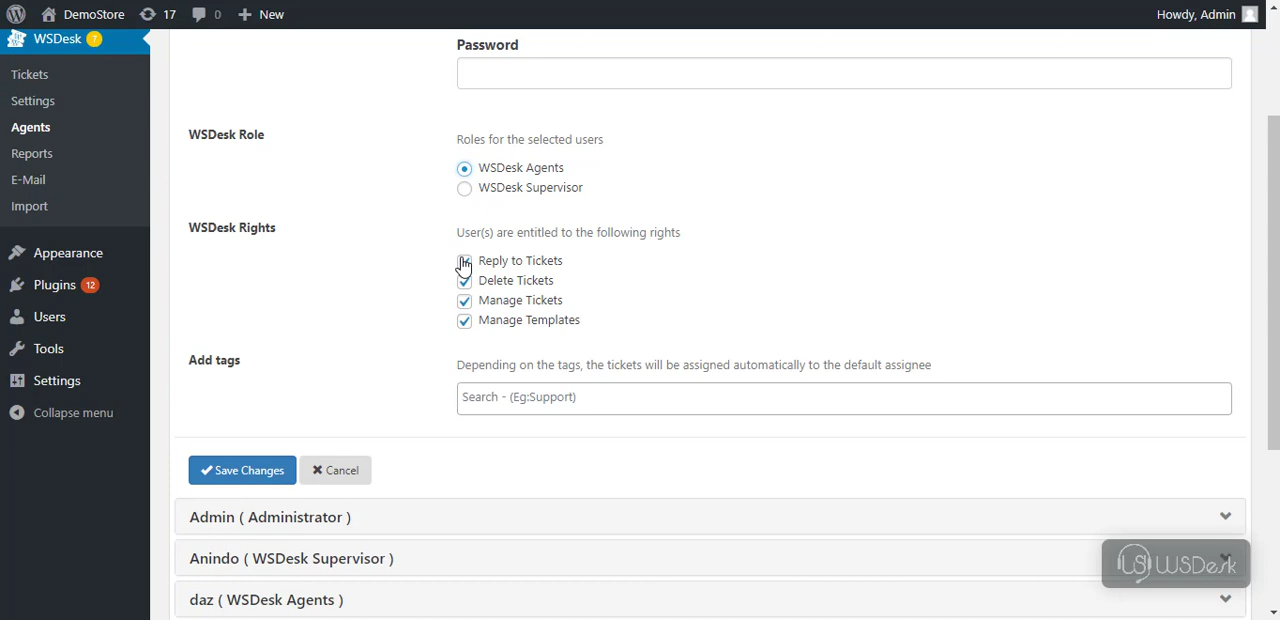 DemoStore 17 0 New Howdy, Admin
WSDesk 7
Tickets
Settings
Agents
Reports
E-Mail
Import
Appearance
Plugins 12
Users
Tools
Settings
Collapse menu
Password
WSDesk Role
Roles for the selected users
WSDesk Agents
WSDesk Supervisor
WSDesk Rights
User(s) are entitled to the following rights
Reply to Tickets
Delete Tickets
Manage Tickets
Manage Templates
Add tags
Depending on the tags, the tickets will be assigned automatically to the default assignee
Search - (Eg:Support)
Save Changes Cancel
Admin ( Administrator )
Anindo ( WSDesk Supervisor )
WSDesk
daz ( WSDesk Agents )